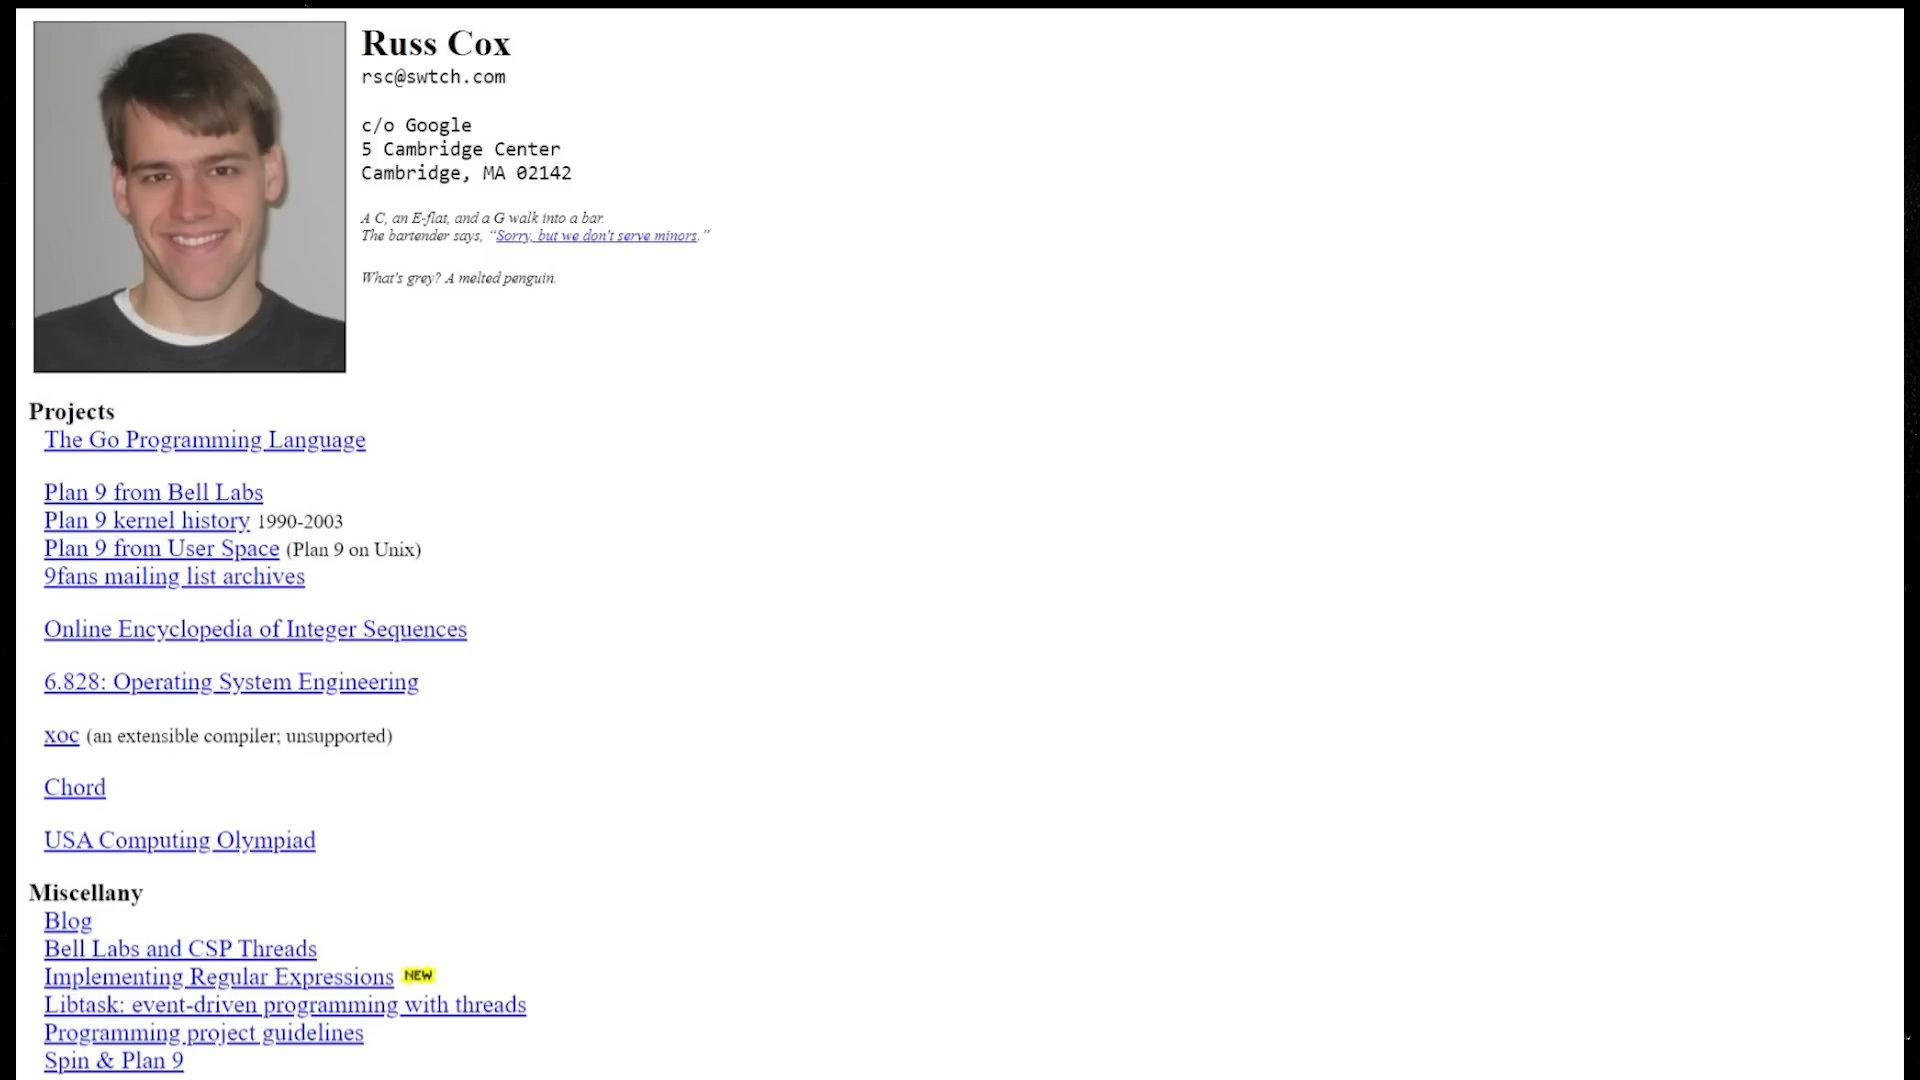 Russ Cox
rsc@swtch.com
c/o Google
5 Cambridge Center
Cambridge, MA 02142
A C, an E-flat, and a G walk into a bar.
The bartender says, “Sorry, but we don't serve minors.”
What's grey? A melted penguin.
Projects
The Go Programming Language
Plan 9 from Bell Labs
Plan 9 kernel history 1990-2003
Plan 9 from User Space (Plan 9 on Unix)
9fans mailing list archives
Online Encyclopedia of Integer Sequences
6.828: Operating System Engineering
xoc (an extensible compiler; unsupported)
Chord
USA Computing Olympiad
Miscellany
Blog
Bell Labs and CSP Threads
Implementing Regular Expressions NEW
Libtask: event-driven programming with threads
Programming project guidelines
Spin & Plan 9